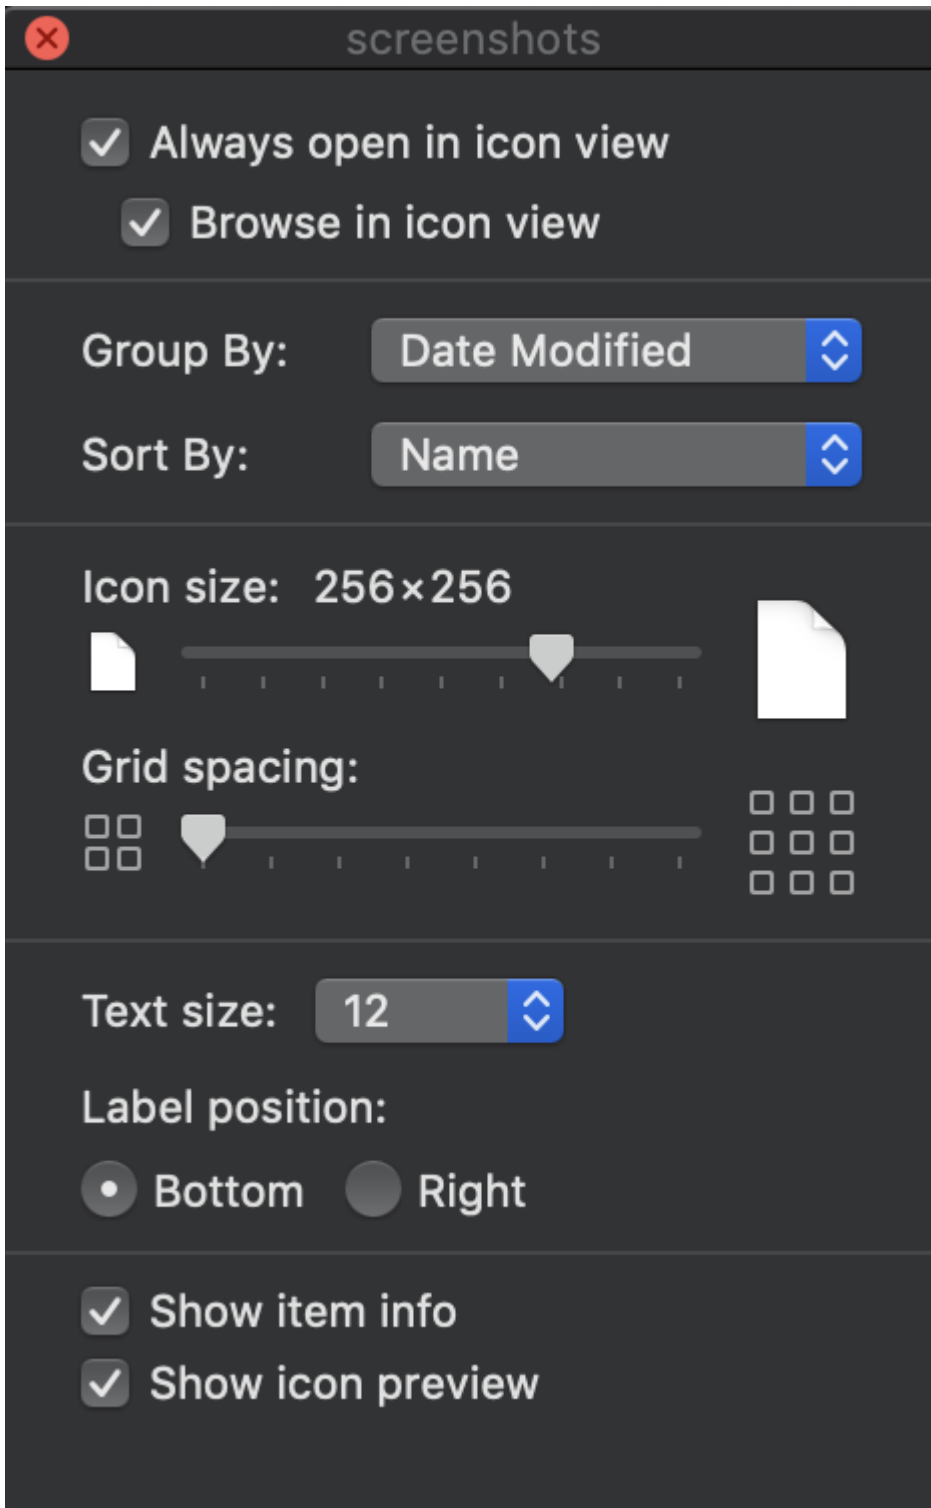 screenshots
Always open in icon view
Browse in icon view
Group By: Date Modified
Sort By: Name
Icon size: 256×256
Grid spacing:
Text size: 12
Label position:
Bottom Right
Show item info
Show icon preview